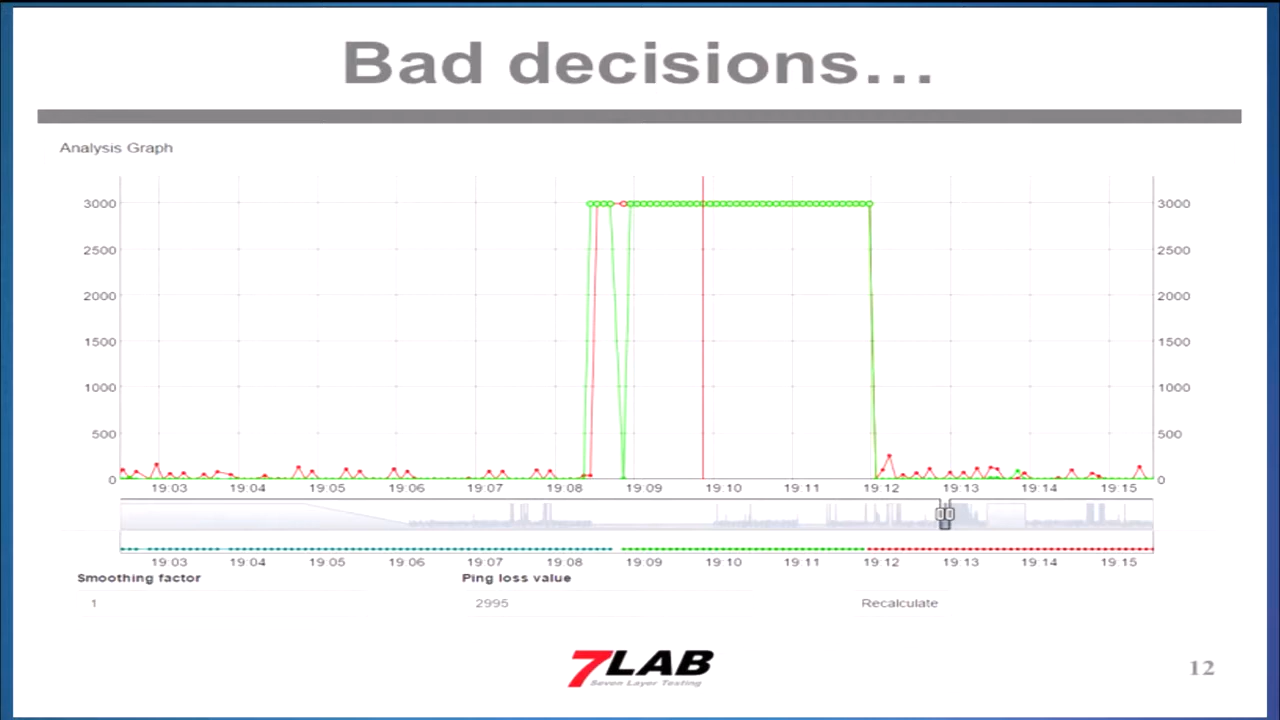 Bad decisions...
Analysis Graph
3000 3000
2500 2500
2000 2000
1500 1500
1000 1000
500 500
0 0
19 03 19 04 19 05 19 06 19 07 19 08 19 09 19 10 19 11 19 12 19 13 19 14 19 15
19 03 19 04 19 05 19 06 19 07 19 08 19 09 19 10 19 11 19 12 19 13 19 14 19 15
Smoothing factor Ping loss value
1 2995 Recalculate
7LAB
Seven Layer Testing
12